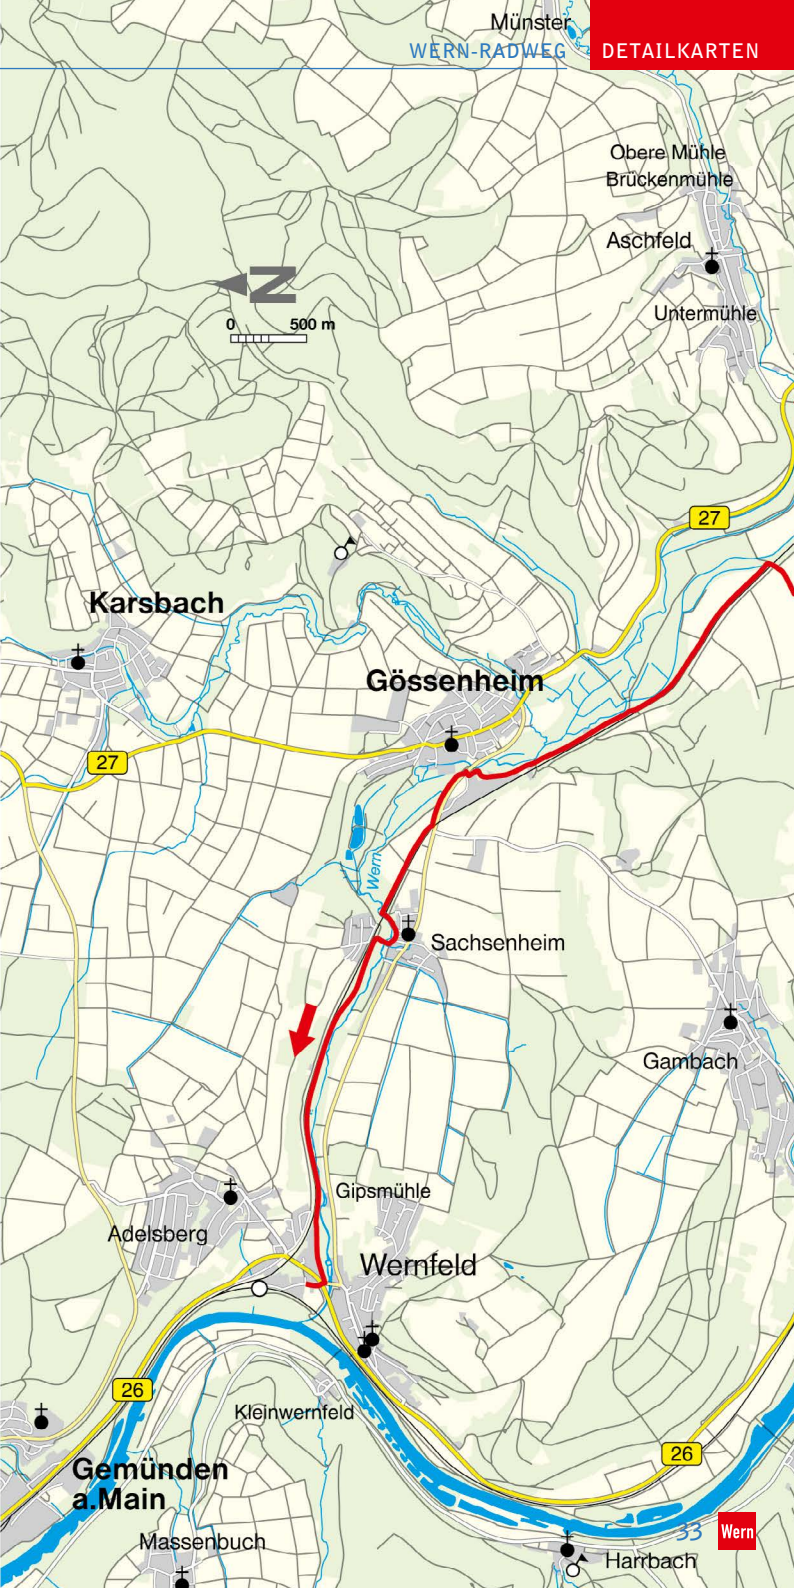 Münster
WERN-RADWEG
DETAILKARTEN
Obere Mühle
Brückenmühle
Aschfeld
N
Untermühle
0 500 m
27
Karsbach
Gössenheim
27
Wern
Sachsenheim
Gambach
Gipsmühle
Adelsberg
Wernfeld
26
Kleinwernfeld
26
Gemünden
a.Main
33
Wern
Massenbuch
Harrbach